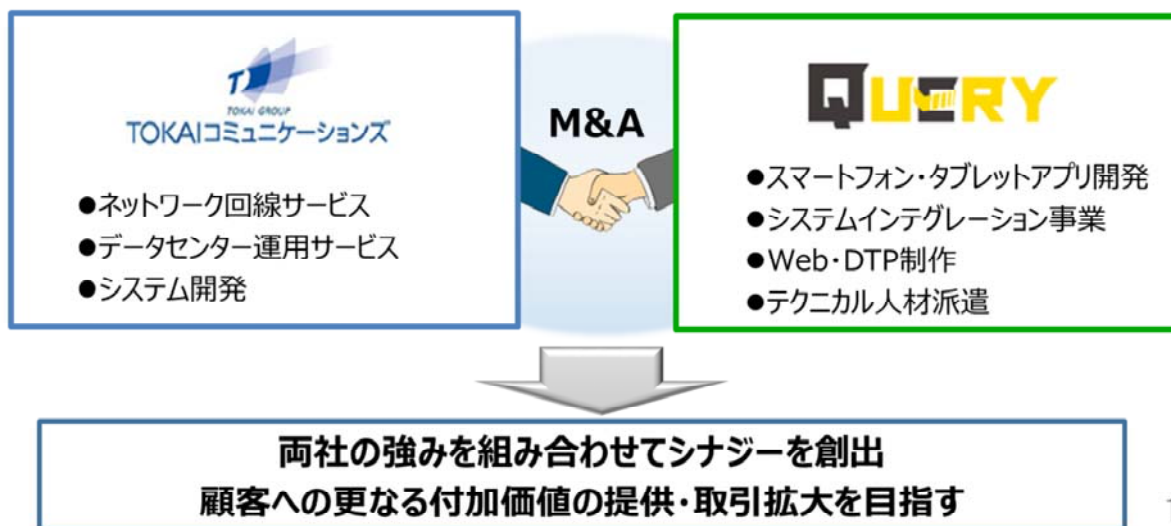 TOKAI GROUP
TOKAIコミュニケーションズ
●ネットワーク回線サービス
●データセンター運用サービス
●システム開発
M&A
QUERY
●スマートフォン・タブレットアプリ開発
●システムインテグレーション事業
●Web・DTP制作
●テクニカル人材派遣
両社の強みを組み合わせてシナジーを創出
顧客への更なる付加価値の提供・取引拡大を目指す